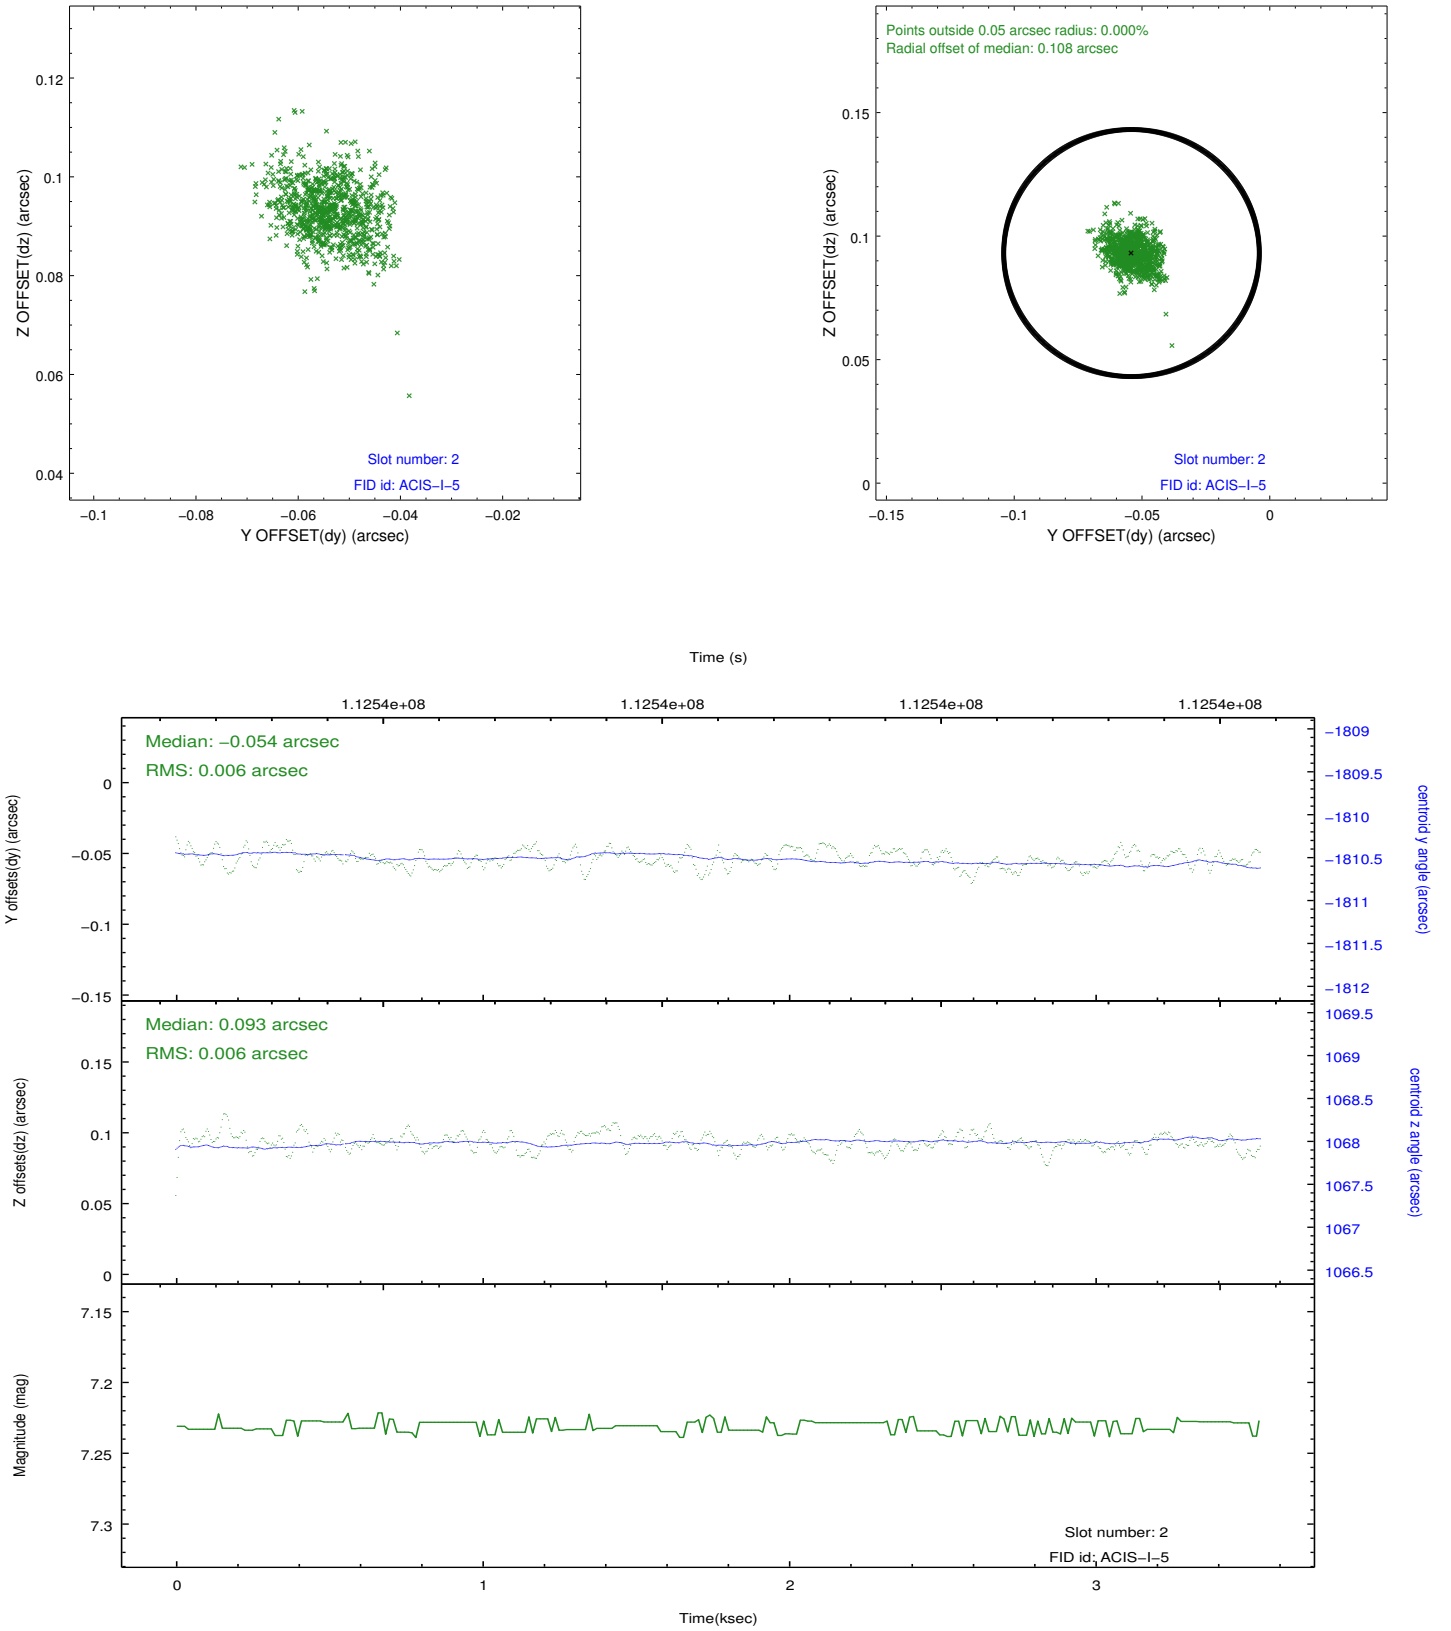 0.12
0.1
0.08
0.06
0.04
Z OFFSET(dz) (arcsec)
Slot number: 2
FID id: ACIS−I−5
−0.1
−0.08
−0.06
−0.04
−0.02
Y OFFSET(dy) (arcsec)
Points outside 0.05 arcsec radius: 0.000%
Radial offset of median: 0.108 arcsec
0.15
0.1
0.05
0
Z OFFSET(dz) (arcsec)
Slot number: 2
FID id: ACIS−I−5
−0.15
−0.1
−0.05
0
Y OFFSET(dy) (arcsec)
Time (s)
1.1254e+08
1.1254e+08
1.1254e+08
1.1254e+08
Median: −0.054 arcsec
RMS: 0.006 arcsec
0
−0.05
−0.1
−0.15
Y offsets(dy) (arcsec)
−1809
−1809.5
−1810
−1810.5
−1811
−1811.5
−1812
centroid y angle (arcsec)
Median: 0.093 arcsec
RMS: 0.006 arcsec
0.15
0.1
0.05
0
Z offsets(dz) (arcsec)
1069.5
1069
1068.5
1068
1067.5
1067
1066.5
centroid z angle (arcsec)
7.15
7.2
7.25
7.3
Magnitude (mag)
Slot number: 2
FID id: ACIS−I−5
0
1
2
3
Time(ksec)